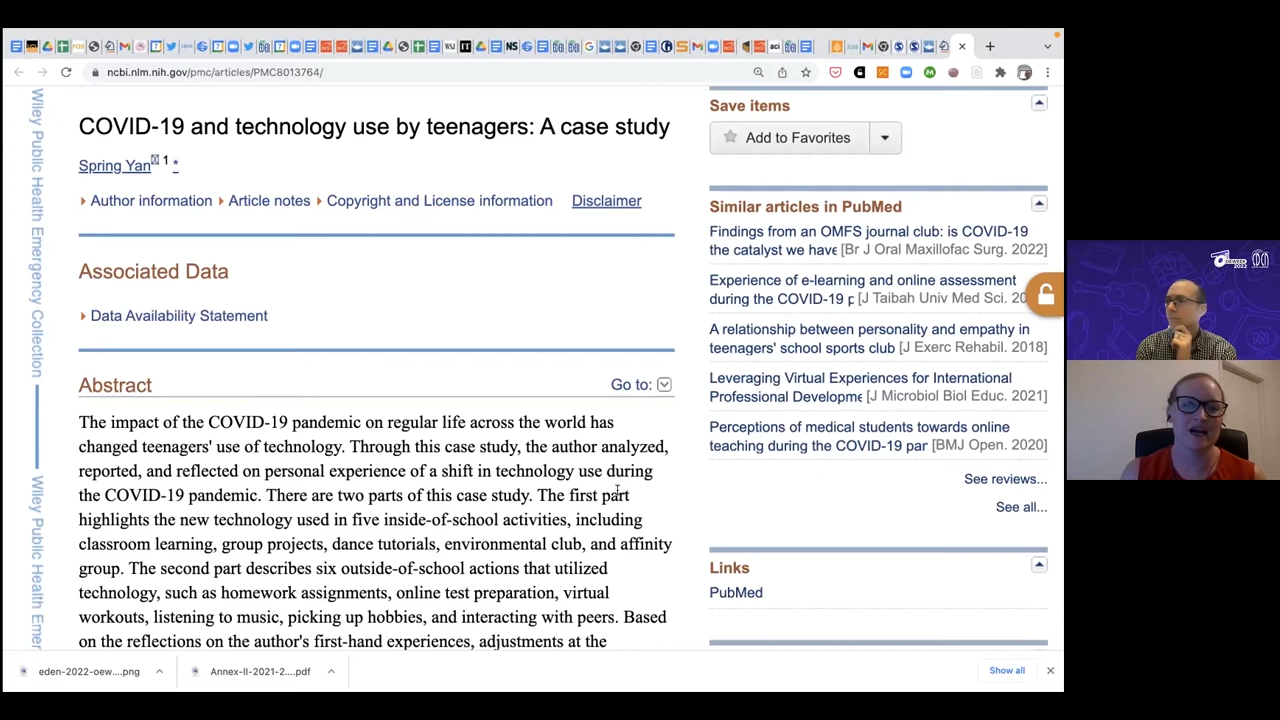 ncbi.nlm.nih.gov/pmc/articles/PMC8013764/
Wiley Public Health Emergency Collection
Wiley Public Health Emer
COVID-19 and technology use by teenagers: A case study
Spring Yan 1 *
Author information
Article notes
Copyright and License information
Disclaimer
Associated Data
Data Availability Statement
Abstract
Go to:
The impact of the COVID-19 pandemic on regular life across the world has
changed teenagers' use of technology. Through this case study, the author analyzed,
reported, and reflected on personal experience of a shift in technology use during
the COVID-19 pandemic. There are two parts of this case study. The first part
highlights the new technology used in five inside-of-school activities, including
classroom learning, group projects, dance tutorials, environmental club, and affinity
group. The second part describes six outside-of-school actions that utilized
technology, such as homework assignments, online test preparation, virtual
workouts, listening to music, picking up hobbies, and interacting with peers. Based
on the reflections on the author's first-hand experiences, adjustments at the
Save items
Add to Favorites
Similar articles in PubMed
Findings from an OMFS journal club: is COVID-19
the catalyst we have [Br J Oral Maxillofac Surg. 2022]
Experience of e-learning and online assessment
during the COVID-19 p [J Taibah Univ Med Sci. 20
A relationship between personality and empathy in
teenagers' school sports club [J Exerc Rehabil. 2018]
Leveraging Virtual Experiences for International
Professional Developme [J Microbiol Biol Educ. 2021]
Perceptions of medical students towards online
teaching during the COVID-19 par [BMJ Open. 2020]
See reviews...
See all...
Links
PubMed
eden-2022-oew....png
Annex-II-2021-2....pdf
Show all